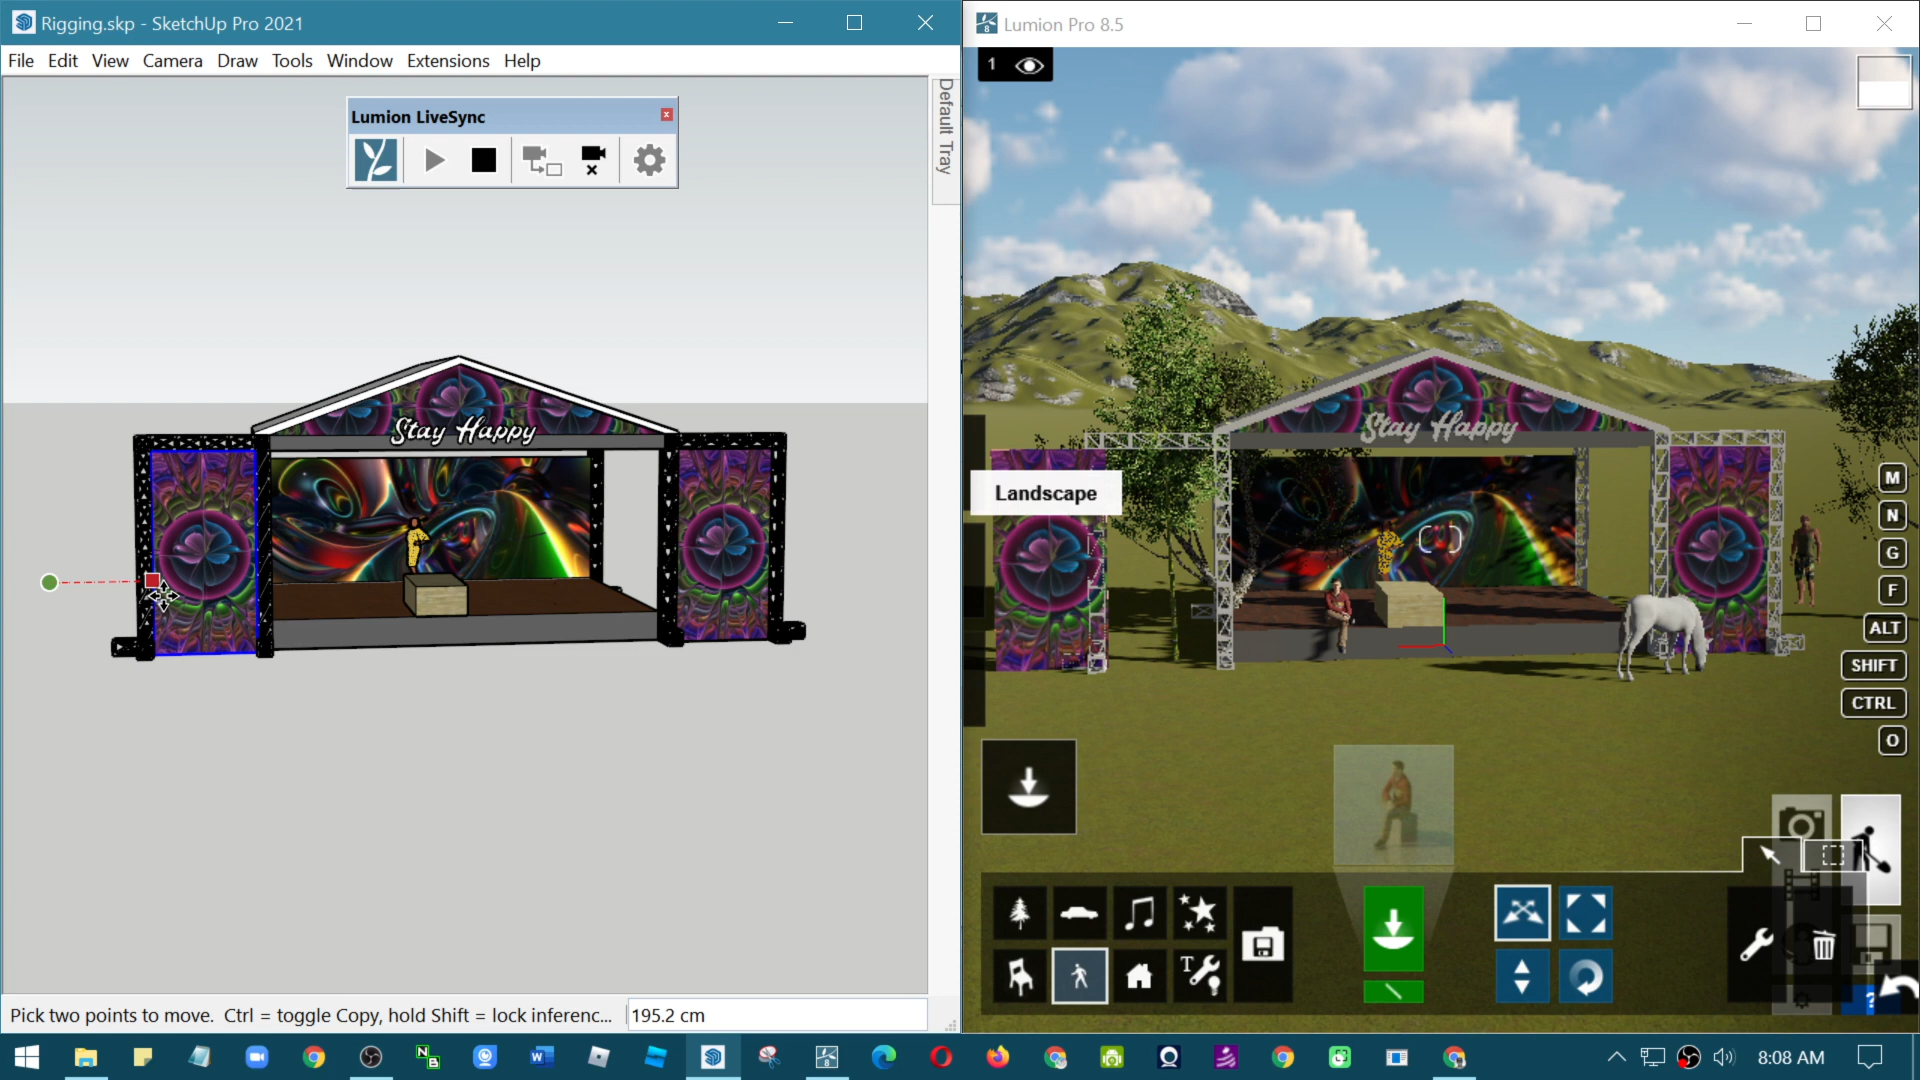 Rigging.skp - SketchUp Pro 2021
File Edit View Camera Draw Tools Window Extensions Help
Lumion LiveSync
Default Tray
Stay Happy
Pick two points to move.  Ctrl = toggle Copy, hold Shift = lock inferenc...
195.2 cm
Lumion Pro 8.5
1
Stay Happy
Landscape
M
N
G
F
ALT
SHIFT
CTRL
O
T
?
8
N
B
8:08 AM